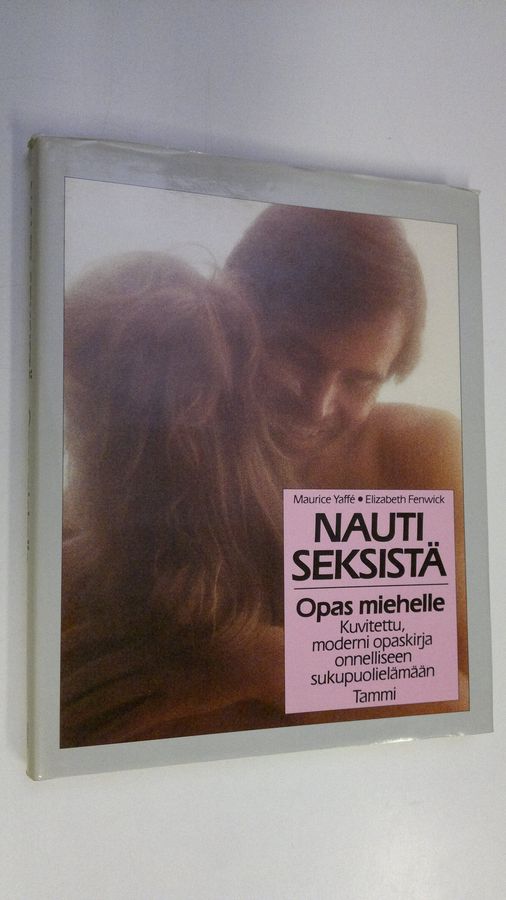 Maurice Yaffé • Elizabeth Fenwick
NAUTI
SEKSISTÄ
Opas miehelle
Kuvitettu,
moderni opaskirja
onnelliseen
sukupuolielämään
Tammi